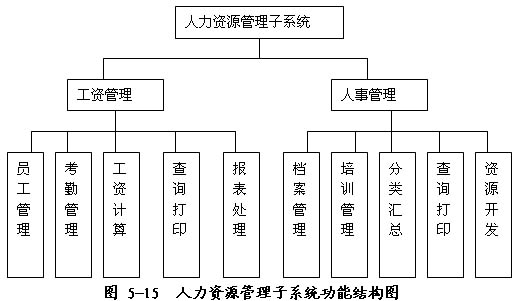 人力资源管理子系统
工资管理
人事管理
员工管理
考勤管理
工资计算
查询打印
报表处理
档案管理
培训管理
分类汇总
查询打印
资源开发
图 5-15 人力资源管理子系统功能结构图